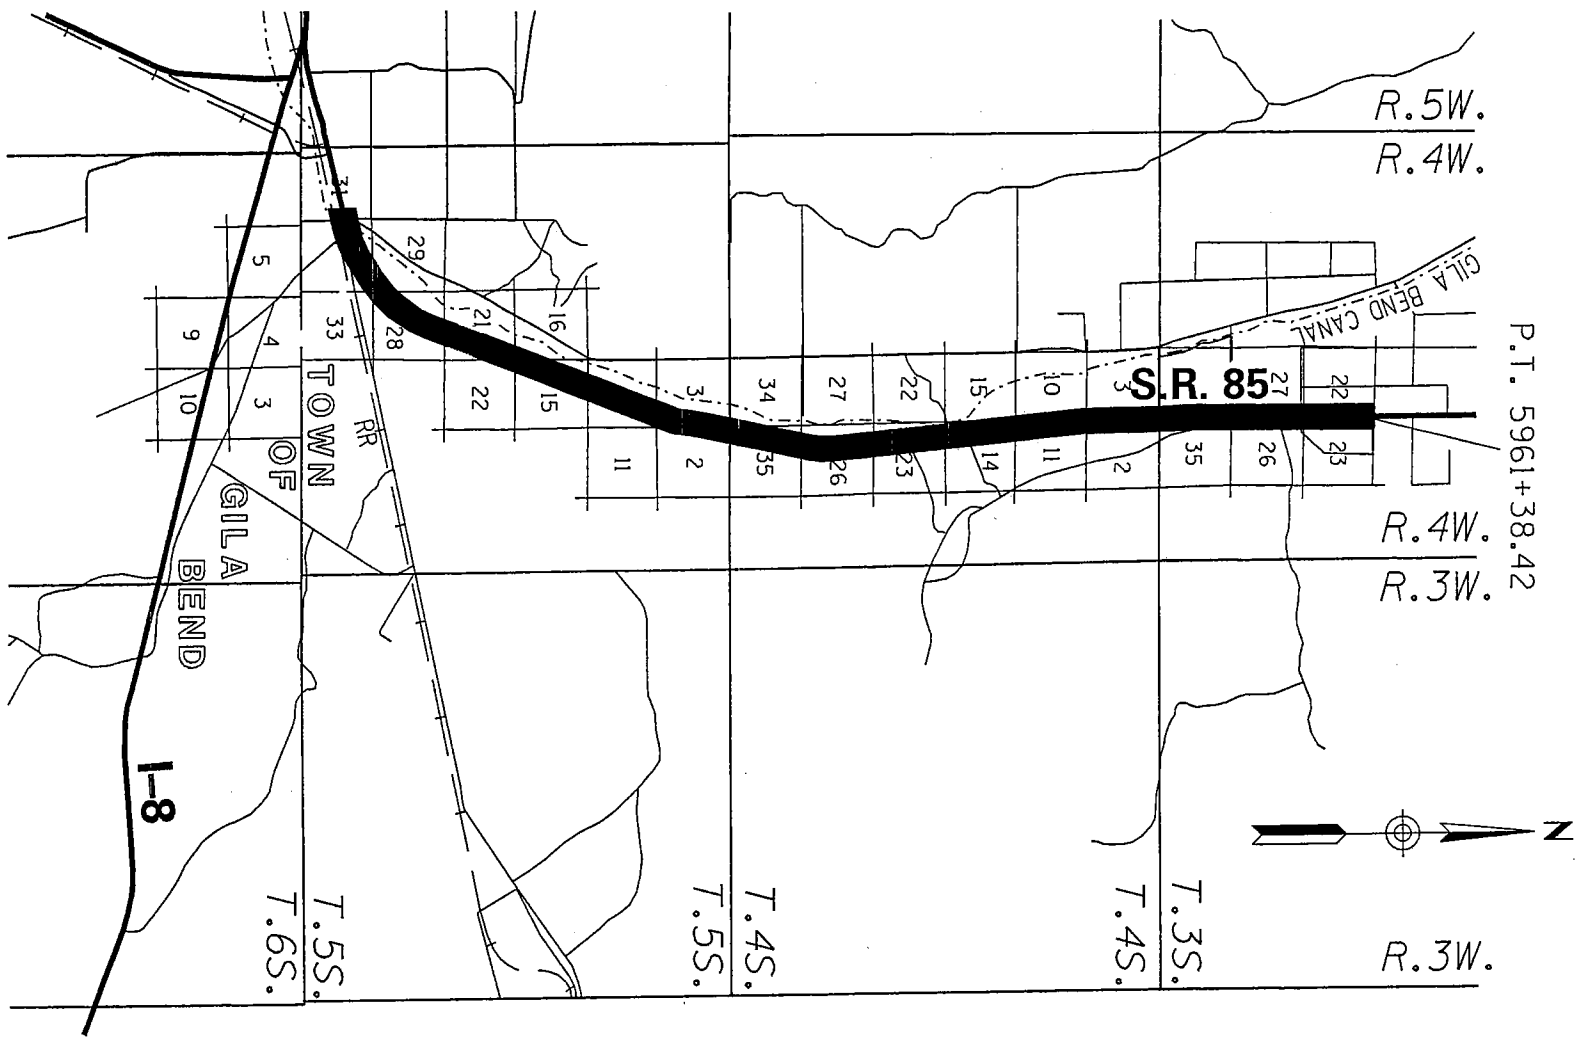 R.5W.
R.4W.
GILA BEND CANAL
P.T. 5961+38.42
S.R. 85
31
29
5
21
16
9
4
33
28
10
3
22
15
3
34
27
22
15
10
3
27
22
11
2
35
26
23
14
11
2
35
26
23
RR
TOWN
OF
GILA
BEND
R.4W.
R.3W.
I-8
N
T.6S.
T.5S.
T.5S.
T.4S.
T.4S.
T.3S.
R.3W.